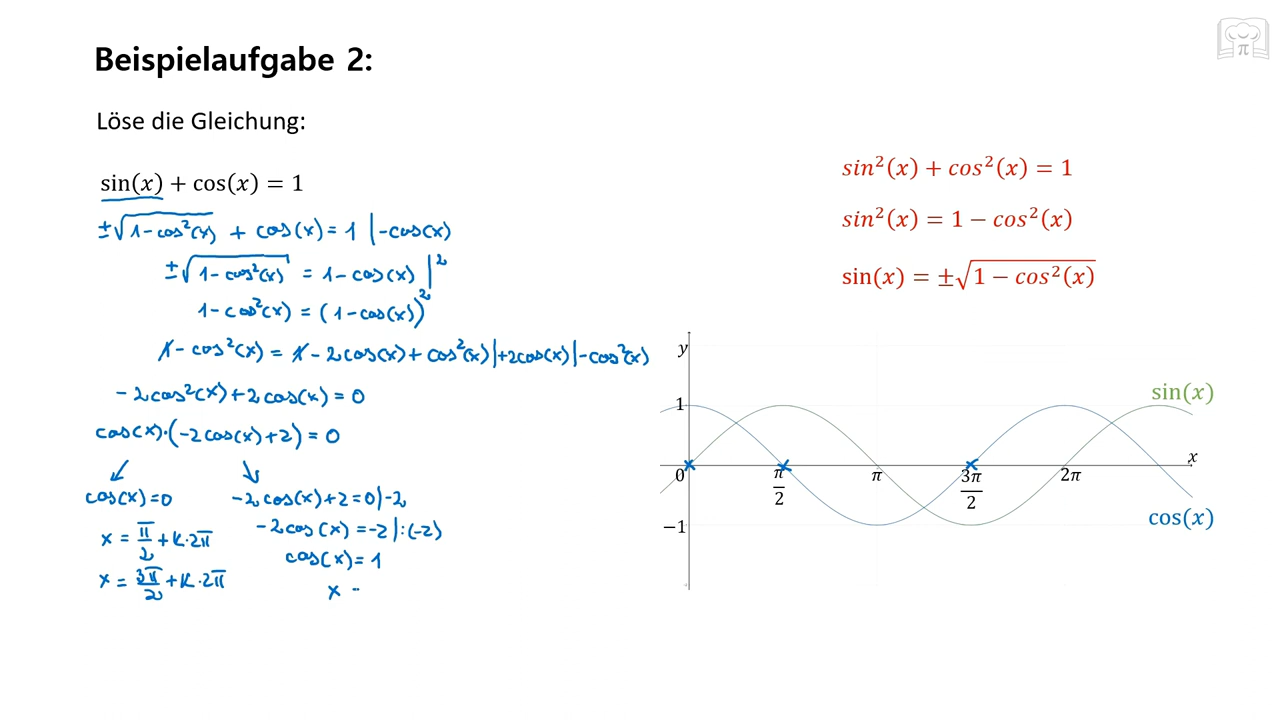 Beispielaufgabe 2:
Löse die Gleichung:
sin(x) + cos(x) = 1
±√(1-cos²(x)) + cos(x) = 1 |-cos(x)
±√(1-cos²(x)) = 1-cos(x) |²
1-cos²(x) = (1-cos(x))²
1-cos²(x) = 1-2cos(x)+cos²(x) |+2cos(x) |-cos²(x)
-2cos²(x)+2cos(x) = 0
cos(x)·(-2cos(x)+2) = 0
cos(x)=0 -2cos(x)+2=0 |-2
x = π/2 + k·2π -2cos(x) = -2 |:(-2)
cos(x) = 1
x = 3π/2 + k·2π
x =
sin²(x) + cos²(x) = 1
sin²(x) = 1 − cos²(x)
sin(x) = ±√(1 − cos²(x))
y
sin(x)
1
x
0 π/2 π 3π/2 2π
cos(x)
−1
π